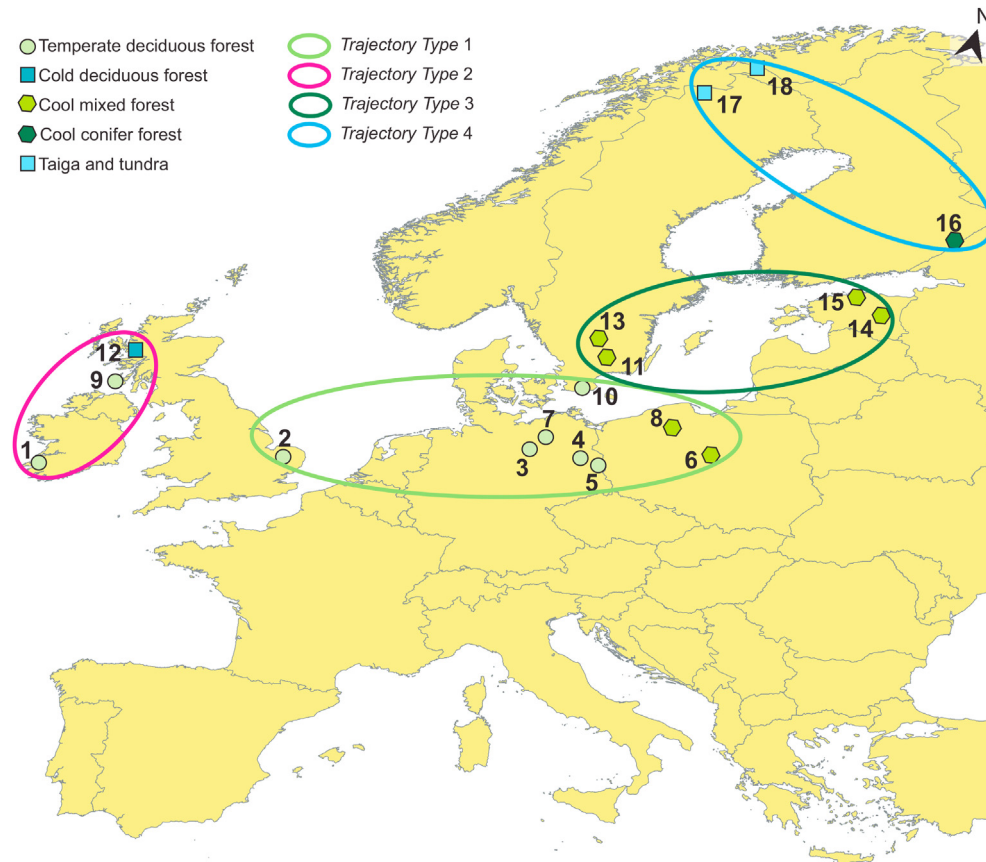 N
Temperate deciduous forest
Cold deciduous forest
Cool mixed forest
Cool conifer forest
Taiga and tundra
Trajectory Type 1
Trajectory Type 2
Trajectory Type 3
Trajectory Type 4
18
17
16
15
14
13
11
12
9
1
10
2
7
3
4
5
8
6